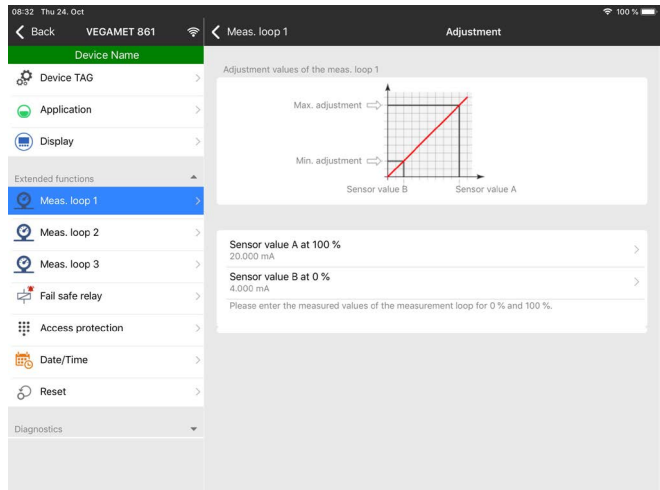 08:32 Thu 24. Oct
100 %
Back VEGAMET 861
Meas. loop 1
Adjustment
Device Name
Device TAG
Application
Display
Extended functions
Meas. loop 1
Meas. loop 2
Meas. loop 3
Fail safe relay
Access protection
Date/Time
Reset
Diagnostics
Adjustment values of the meas. loop 1
Max. adjustment
Min. adjustment
Sensor value B Sensor value A
Sensor value A at 100 %
20.000 mA
Sensor value B at 0 %
4.000 mA
Please enter the measured values of the measurement loop for 0 % and 100 %.